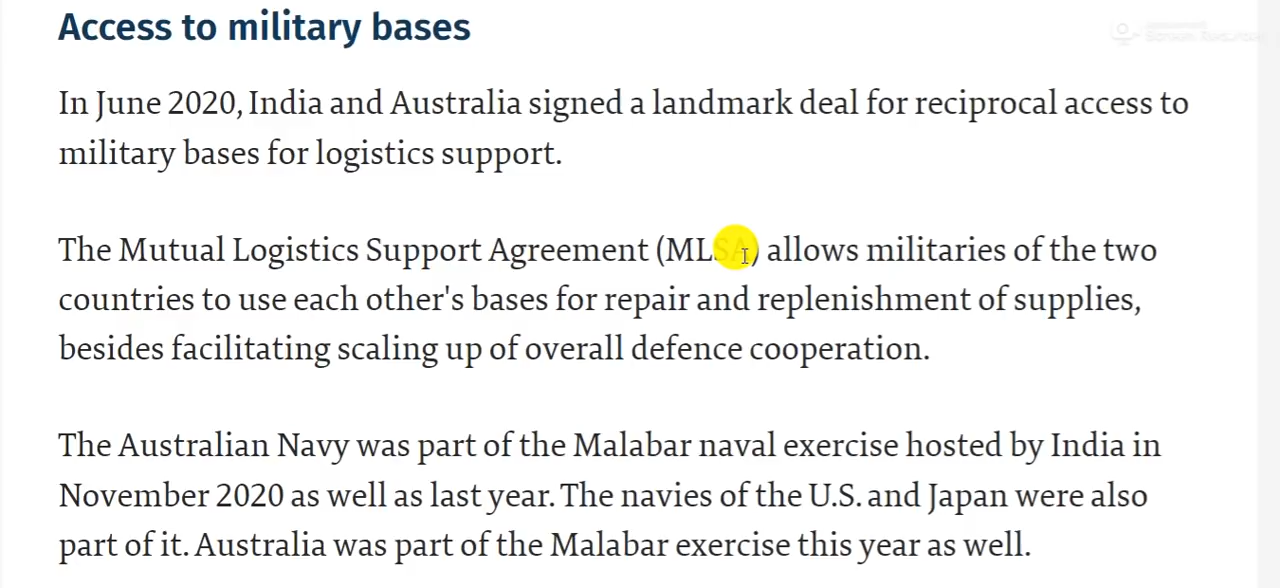 Access to military bases
In June 2020, India and Australia signed a landmark deal for reciprocal access to
military bases for logistics support.
The Mutual Logistics Support Agreement (MLSA) allows militaries of the two
countries to use each other's bases for repair and replenishment of supplies,
besides facilitating scaling up of overall defence cooperation.
The Australian Navy was part of the Malabar naval exercise hosted by India in
November 2020 as well as last year. The navies of the U.S. and Japan were also
part of it. Australia was part of the Malabar exercise this year as well.